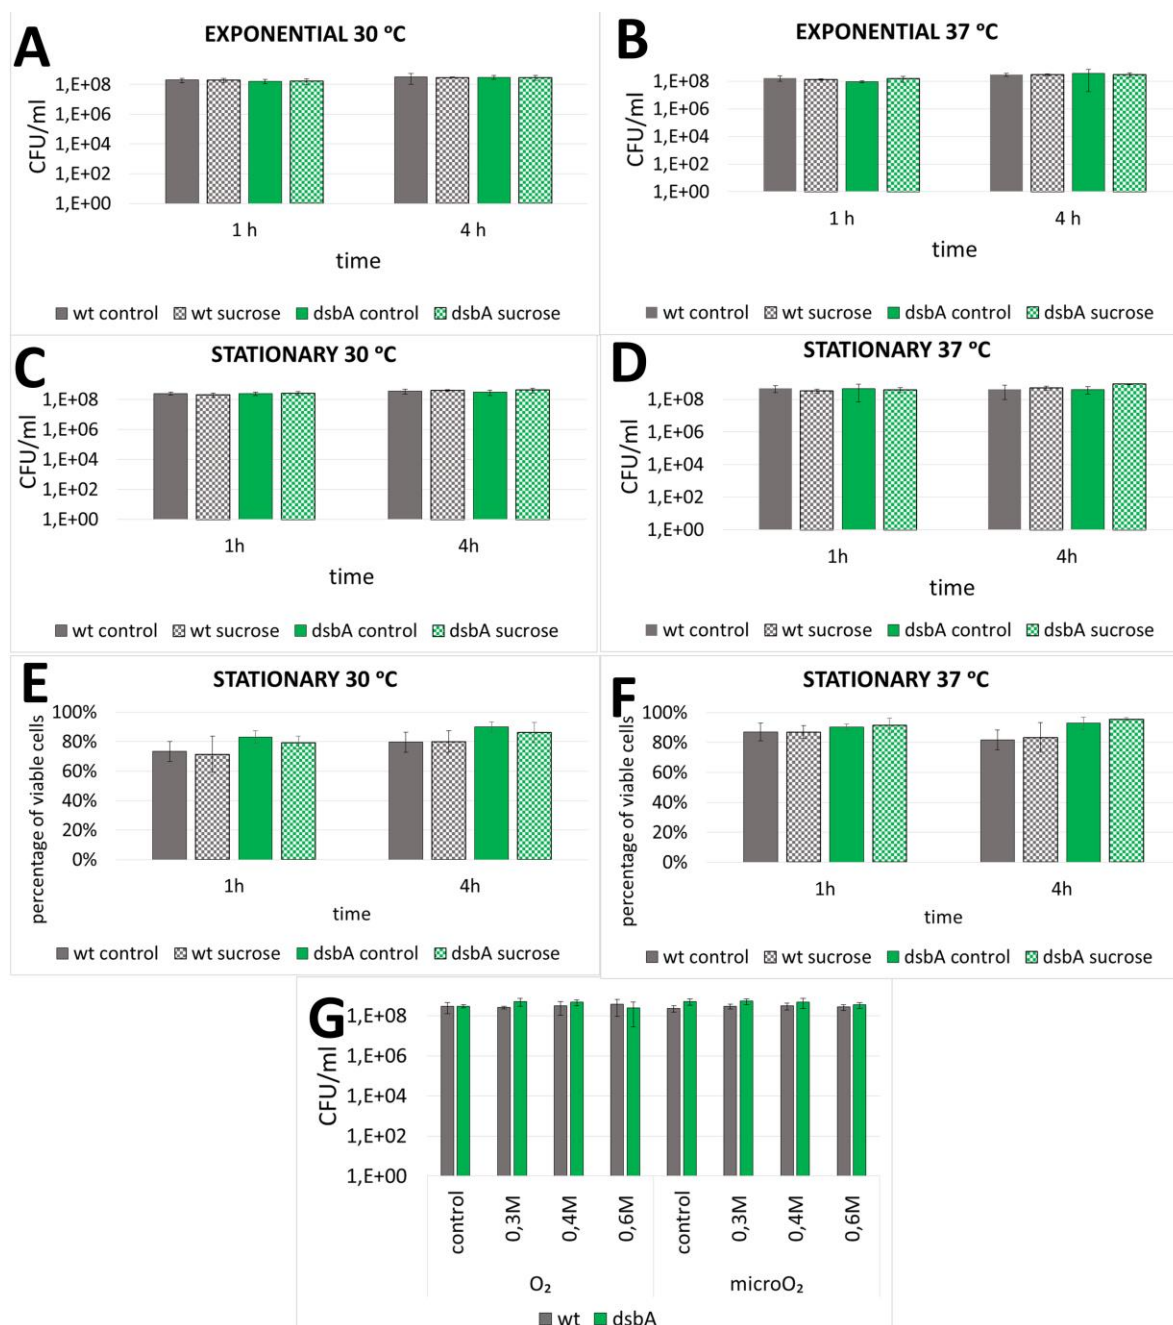 A
EXPONENTIAL 30 ºC
1,E+08
1,E+06
1,E+04
1,E+02
1,E+00
CFU/ml
1 h
4 h
time
wt control
wt sucrose
dsbA control
dsbA sucrose
B
EXPONENTIAL 37 ºC
1,E+08
1,E+06
1,E+04
1,E+02
1,E+00
CFU/ml
1 h
4 h
time
wt control
wt sucrose
dsbA control
dsbA sucrose
C
STATIONARY 30 ºC
1,E+08
1,E+06
1,E+04
1,E+02
1,E+00
CFU/ml
1h
4h
time
wt control
wt sucrose
dsbA control
dsbA sucrose
D
STATIONARY 37 ºC
1,E+08
1,E+06
1,E+04
1,E+02
1,E+00
CFU/ml
1h
4h
time
wt control
wt sucrose
dsbA control
dsbA sucrose
E
STATIONARY 30 ºC
100%
80%
60%
40%
20%
0%
percentage of viable cells
1h
4h
time
wt control
wt sucrose
dsbA control
dsbA sucrose
F
STATIONARY 37 ºC
100%
80%
60%
40%
20%
0%
percentage of viable cells
1h
4h
time
wt control
wt sucrose
dsbA control
dsbA sucrose
G
1,E+08
1,E+06
1,E+04
1,E+02
1,E+00
CFU/ml
control
0,3M
0,4M
0,6M
control
0,3M
0,4M
0,6M
O₂
microO₂
wt
dsbA